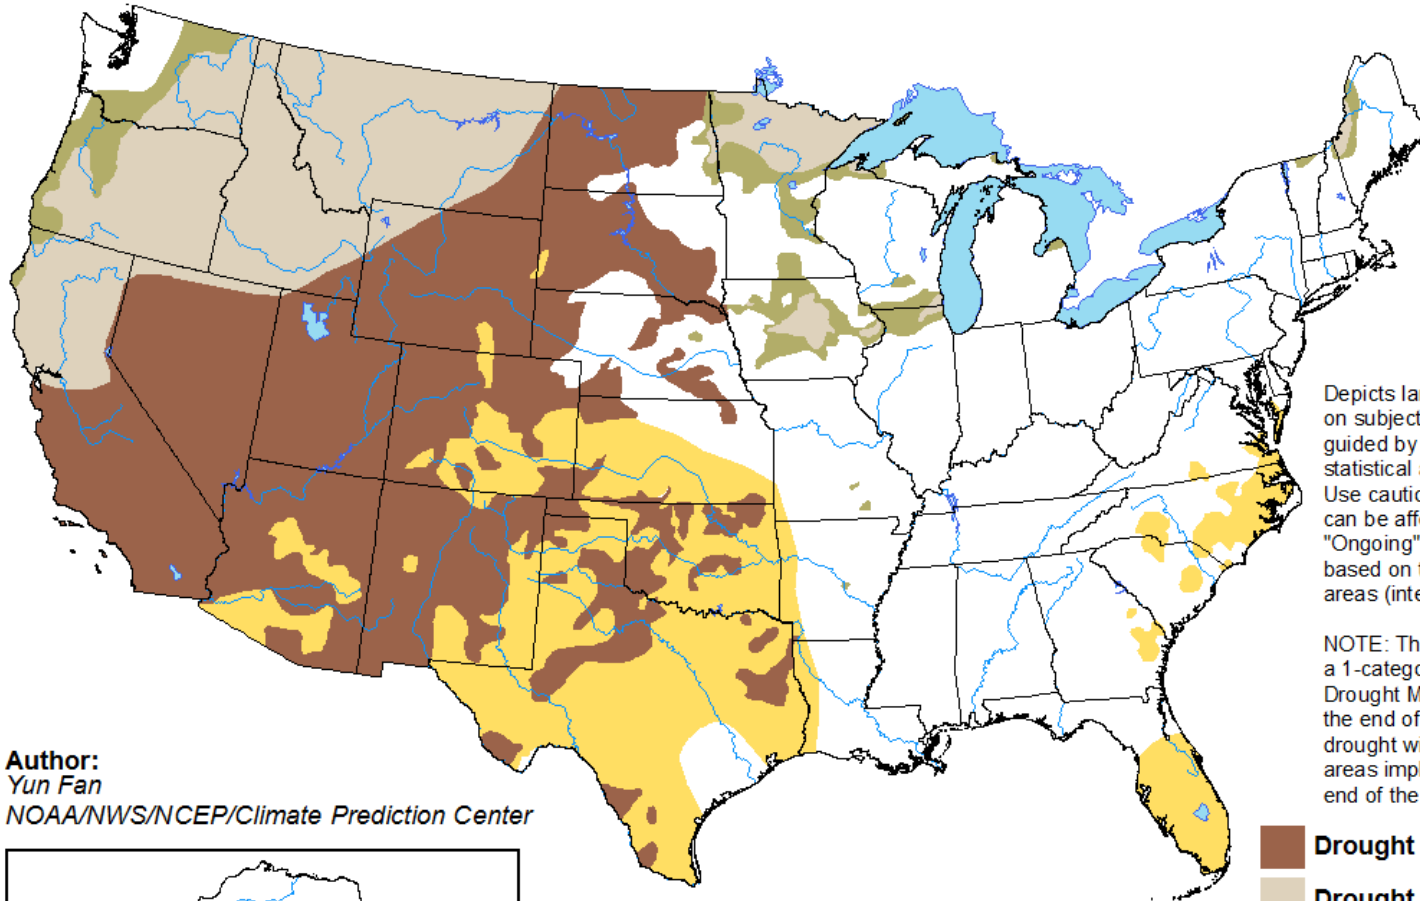 Depicts la
on subject
guided by
statistical
Use cautio
can be affe
"Ongoing"
based on
areas (inte
NOTE: Th
a 1-catego
Drought M
the end of
drought wi
areas impl
end of the
Author:
Yun Fan
NOAA/NWS/NCEP/Climate Prediction Center
Drought
Drought